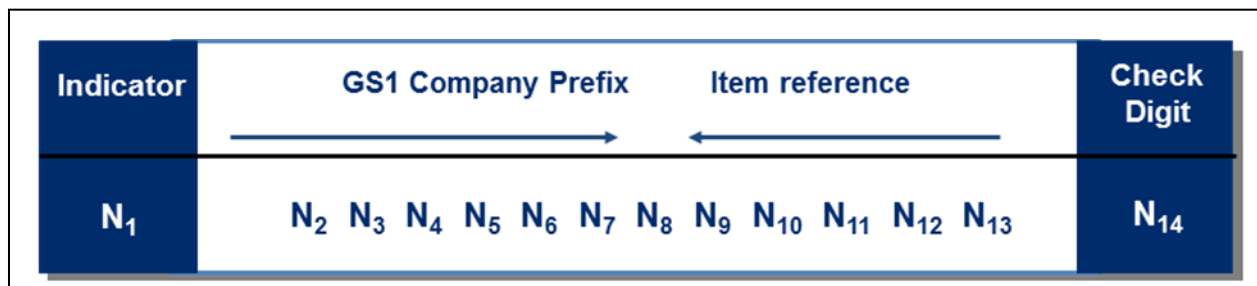 Indicator GS1 Company Prefix Item reference Check
Digit
N₁ N₂ N₃ N₄ N₅ N₆ N₇ N₈ N₉ N₁₀ N₁₁ N₁₂ N₁₃ N₁₄